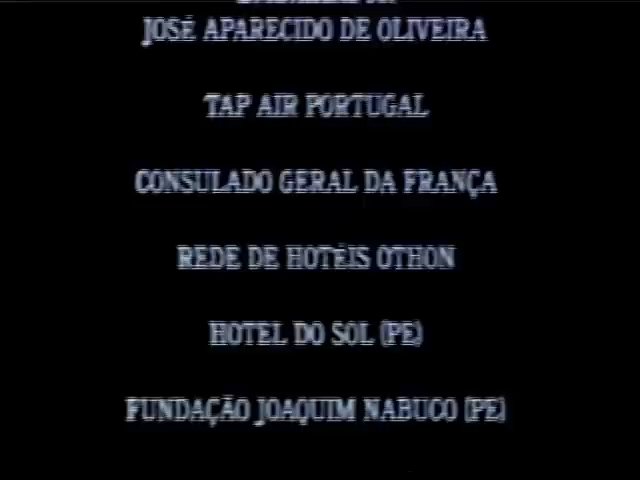 JOSÉ APARECIDO DE OLIVEIRA
TAP AIR PORTUGAL
CONSULADO GERAL DA FRANÇA
REDE DE HOTÉIS OTHON
HOTEL DO SOL (PE)
FUNDAÇÃO JOAQUIM NABUCO (PE)